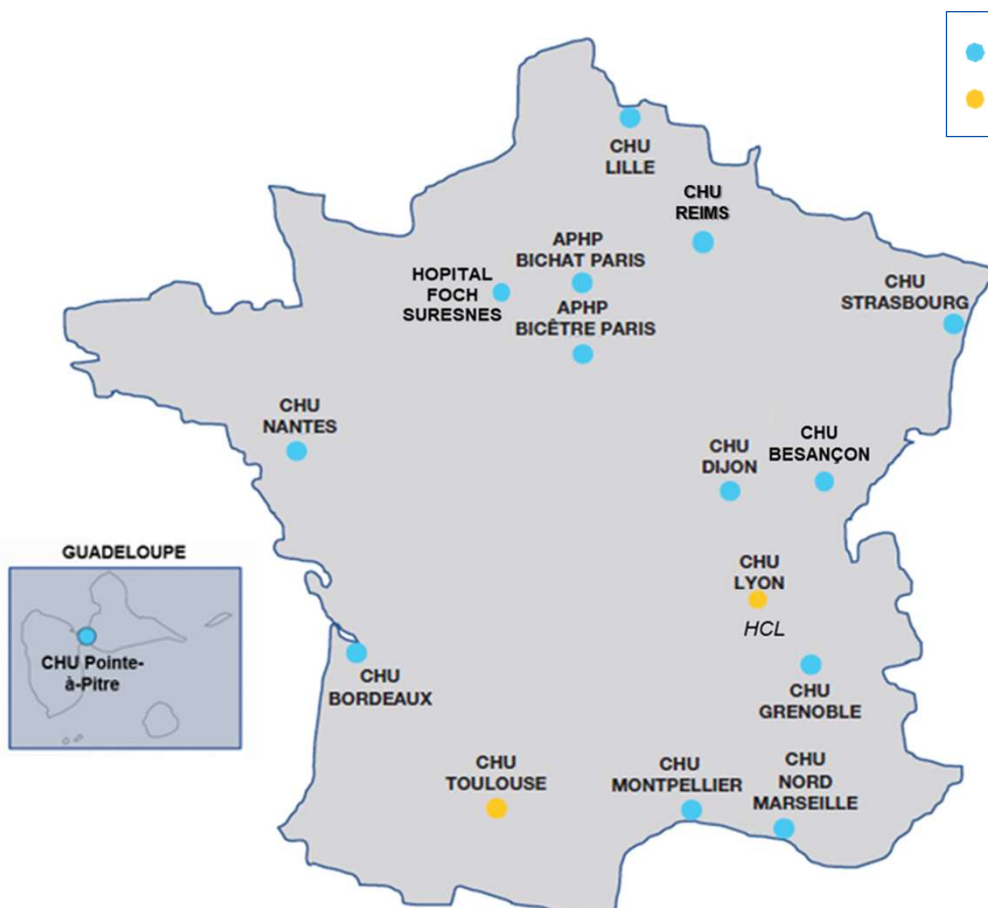 CHU
LILLE
CHU
REIMS
APHP
BICHAT PARIS
HOPITAL
FOCH
SURESNES
APHP
BICÊTRE PARIS
CHU
STRASBOURG
CHU
NANTES
CHU
DIJON
CHU
BESANÇON
GUADELOUPE
CHU Pointe-
à-Pitre
CHU
LYON
HCL
CHU
BORDEAUX
CHU
GRENOBLE
CHU
TOULOUSE
CHU
MONTPELLIER
CHU
NORD
MARSEILLE